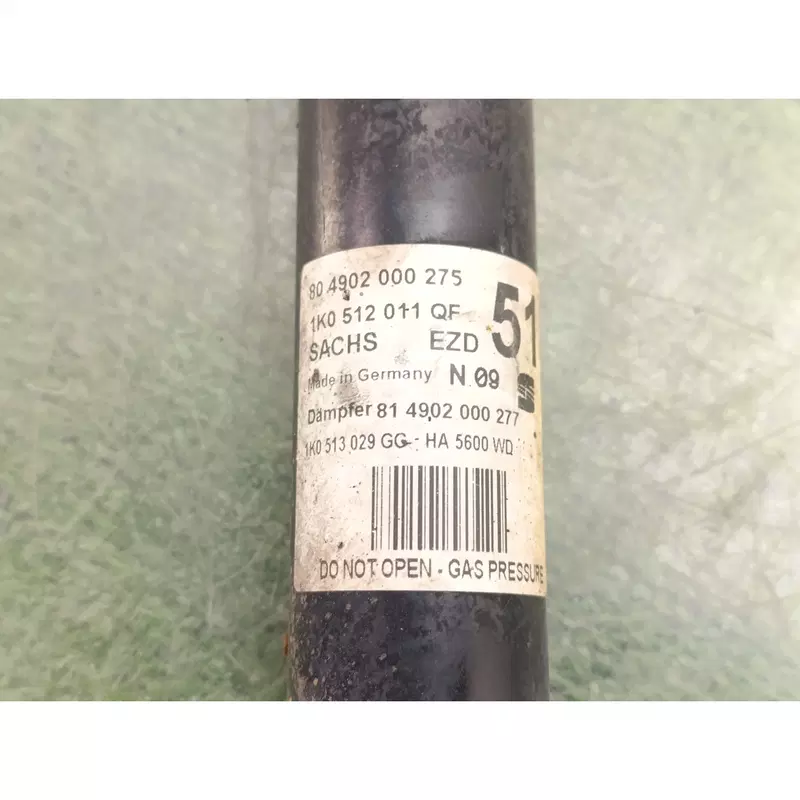 80 4902 000 275
1K0 512 011 QF 51
SACHS EZD
Made in Germany N 09
Dämpfer 81 4902 000 277
1K0 513 029 GG - HA 5600 WD
DO NOT OPEN - GAS PRESSURE